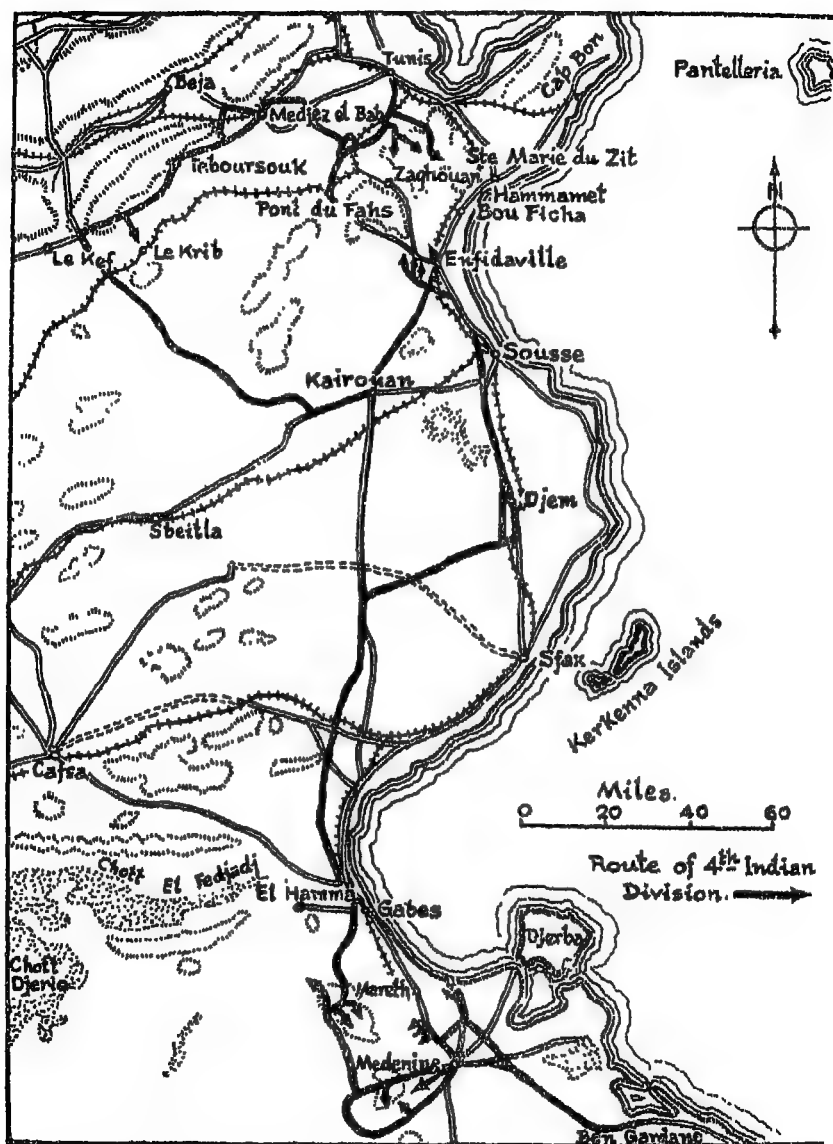 Tunis
Cap Bon
Pantelleria
Beja
Medjez el Bab
N
Ste Marie du Zit
Teboursouk
Zaghouan
Hammamet
Pont du Fahs
Bou Ficha
Le Kef
Le Krib
Enfidaville
Sousse
Kairouan
Djem
Sbeitla
Sfax
Kerkenna Islands
Gafsa
Miles.
0 20 40 60
Route of 4th Indian
Division.
Chott El Fedjadj
El Hamma
Gabes
Djerba
Chott
Djerid
Mareth
Medenine
Ben Gardane